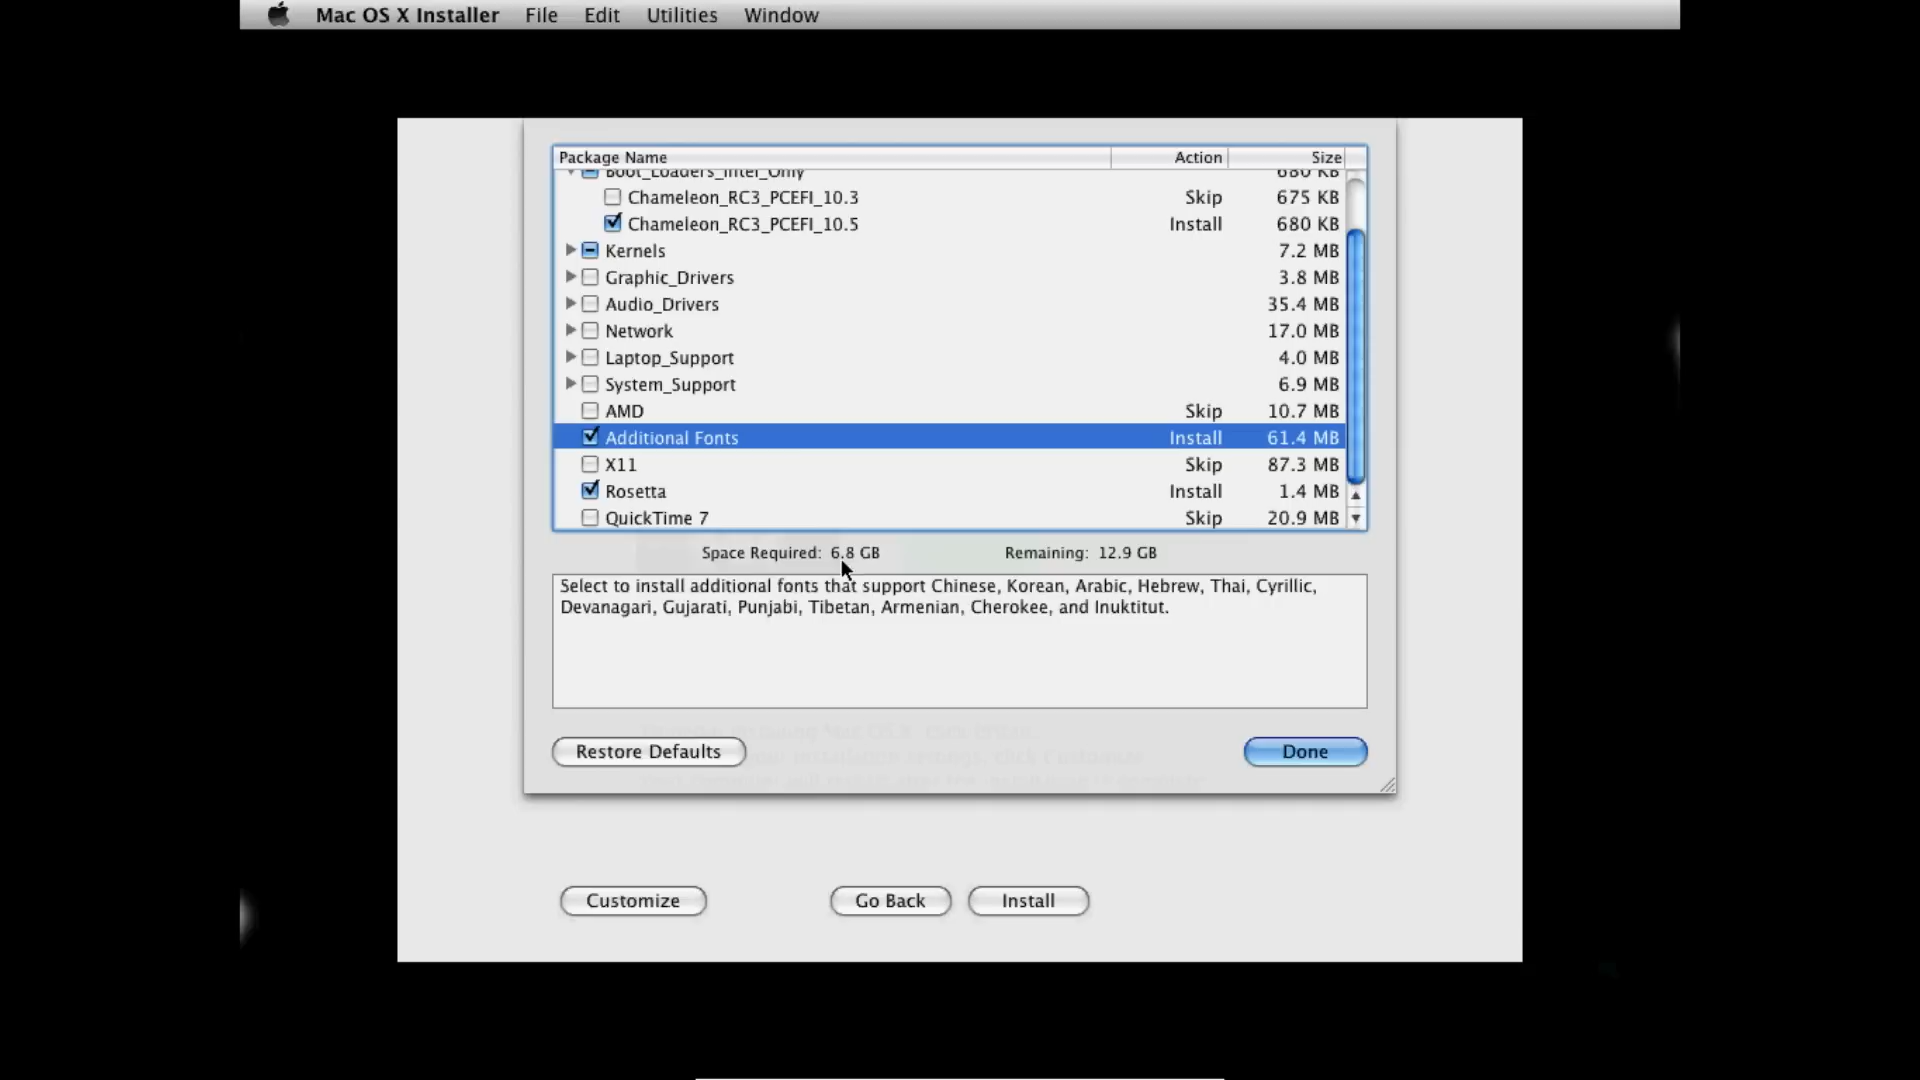 Mac OS X Installer File Edit Utilities Window
Package Name Action Size
Boot_Loaders_Intel_Only 680 KB
Chameleon_RC3_PCEFI_10.3 Skip 675 KB
Chameleon_RC3_PCEFI_10.5 Install 680 KB
Kernels 7.2 MB
Graphic_Drivers 3.8 MB
Audio_Drivers 35.4 MB
Network 17.0 MB
Laptop_Support 4.0 MB
System_Support 6.9 MB
AMD Skip 10.7 MB
Additional Fonts Install 61.4 MB
X11 Skip 87.3 MB
Rosetta Install 1.4 MB
QuickTime 7 Skip 20.9 MB
Space Required: 6.8 GB Remaining: 12.9 GB
Select to install additional fonts that support Chinese, Korean, Arabic, Hebrew, Thai, Cyrillic,
Devanagari, Gujarati, Punjabi, Tibetan, Armenian, Cherokee, and Inuktitut.
Restore Defaults Done
Customize Go Back Install